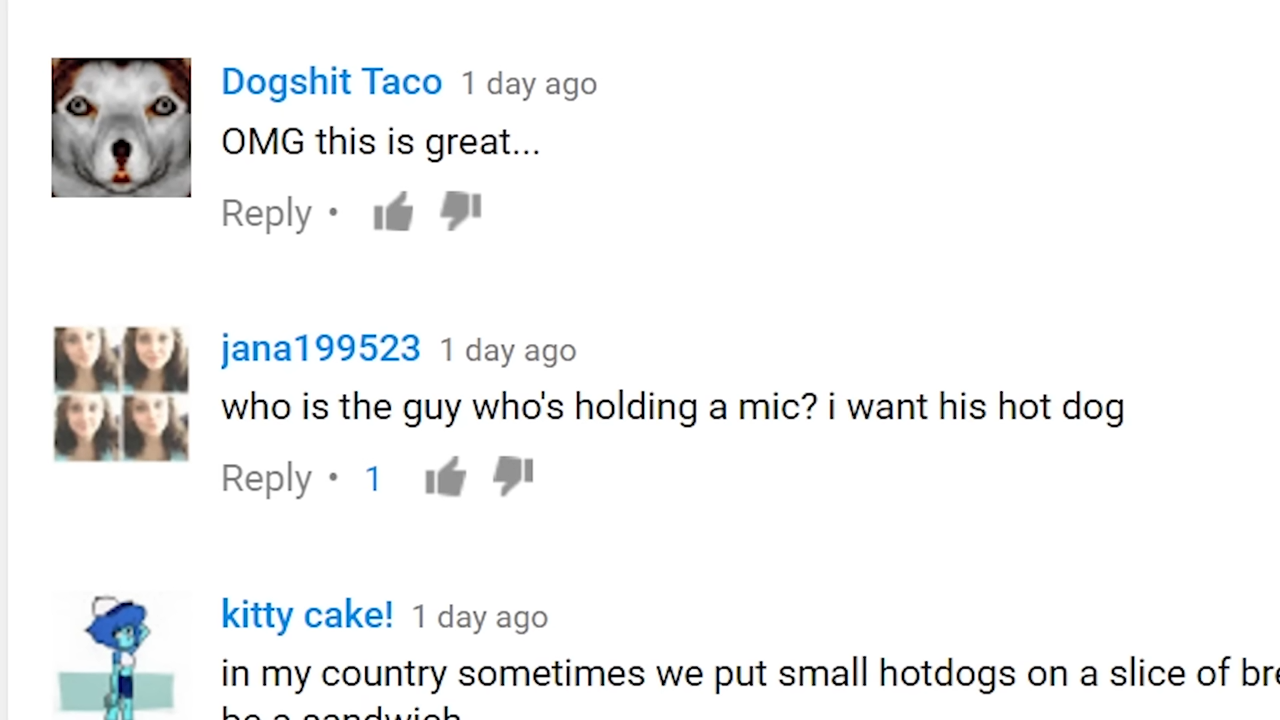 Dogshit Taco 1 day ago
OMG this is great...
Reply •
jana199523 1 day ago
who is the guy who's holding a mic? i want his hot dog
Reply • 1
kitty cake! 1 day ago
in my country sometimes we put small hotdogs on a slice of
be a sandwich